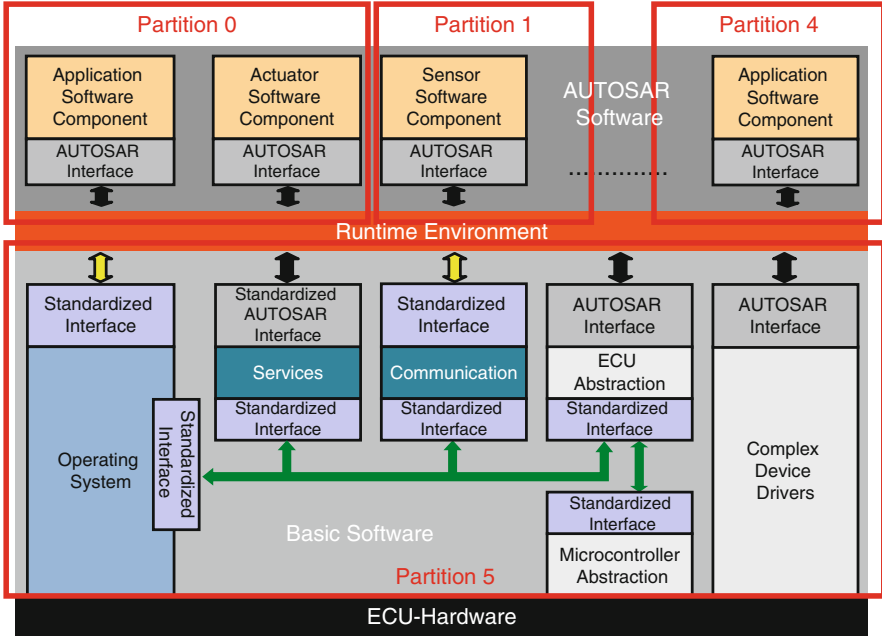 Partition 0
Partition 1
Partition 4
Application
Software
Component
AUTOSAR
Interface
Actuator
Software
Component
AUTOSAR
Interface
Sensor
Software
Component
AUTOSAR
Interface
AUTOSAR
Software
..............
Application
Software
Component
AUTOSAR
Interface
Runtime Environment
Standardized
Interface
Operating
System
Standardized
Interface
Standardized
AUTOSAR
Interface
Services
Standardized
Interface
Standardized
Interface
Communication
Standardized
Interface
AUTOSAR
Interface
ECU
Abstraction
Standardized
Interface
Standardized
Interface
Microcontroller
Abstraction
AUTOSAR
Interface
Complex
Device
Drivers
Basic Software
Partition 5
ECU-Hardware